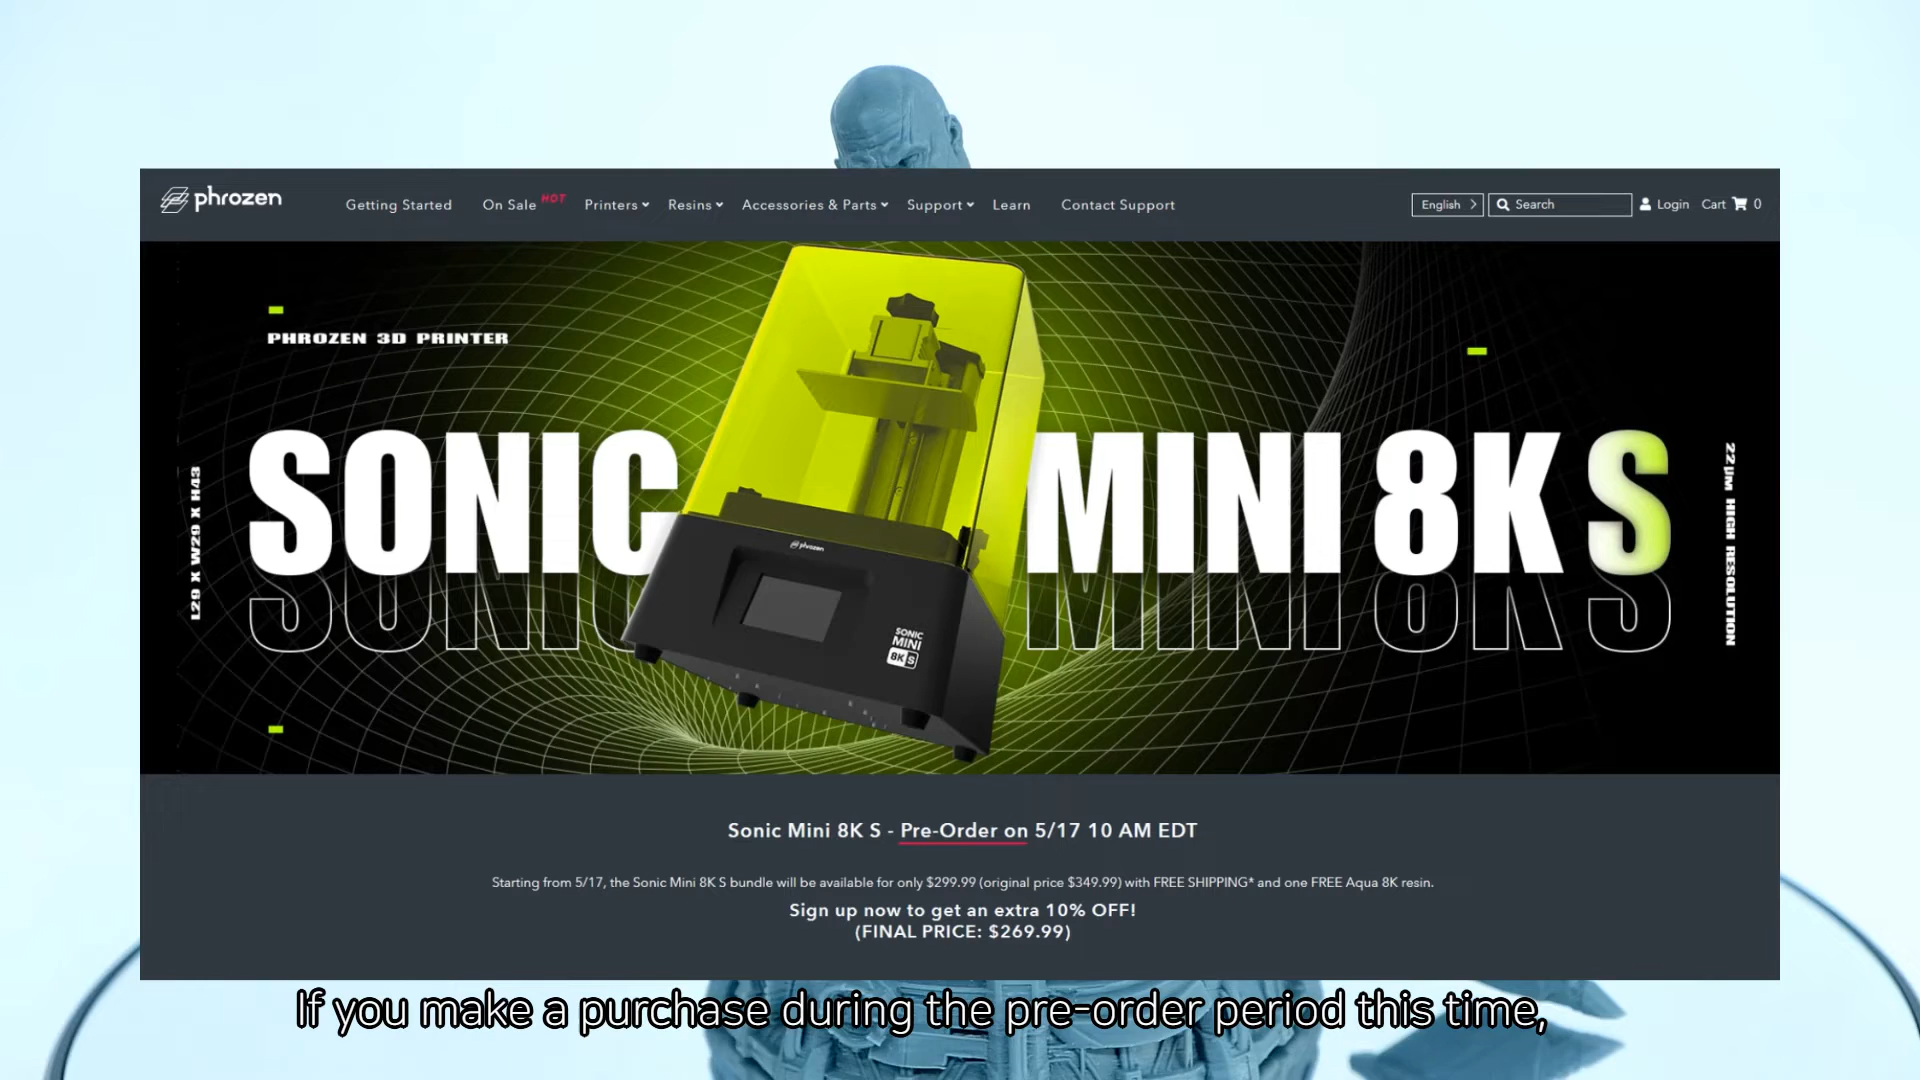 phrozen
Getting Started
On Sale HOT
Printers
Resins
Accessories & Parts
Support
Learn
Contact Support
English
Search
Login
Cart 0
PHROZEN 3D PRINTER
SONIC MINI 8K S
SONIC MINI 8K S
L29 X W29 X H43
22µM HIGH RESOLUTION
phrozen
SONIC
MINI
8K S
Sonic Mini 8K S - Pre-Order on 5/17 10 AM EDT
Starting from 5/17, the Sonic Mini 8K S bundle will be available for only $299.99 (original price $349.99) with FREE SHIPPING* and one FREE Aqua 8K resin.
Sign up now to get an extra 10% OFF!
(FINAL PRICE: $269.99)
If you make a purchase during the pre-order period this time,